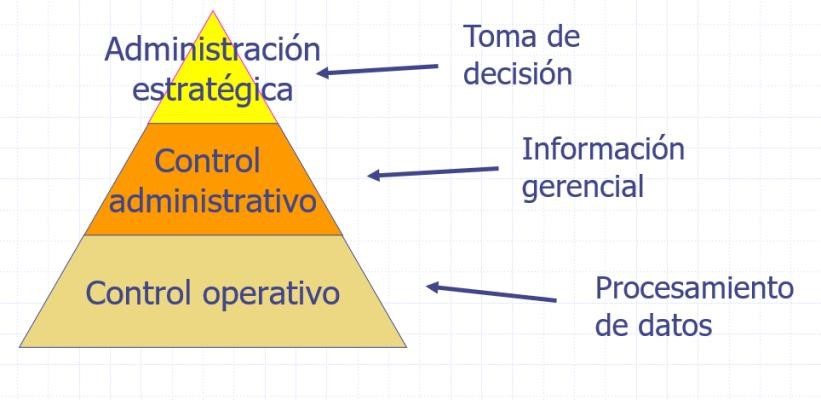 Administración
estratégica
Toma de
decisión
Control
administrativo
Información
gerencial
Control operativo
Procesamiento
de datos